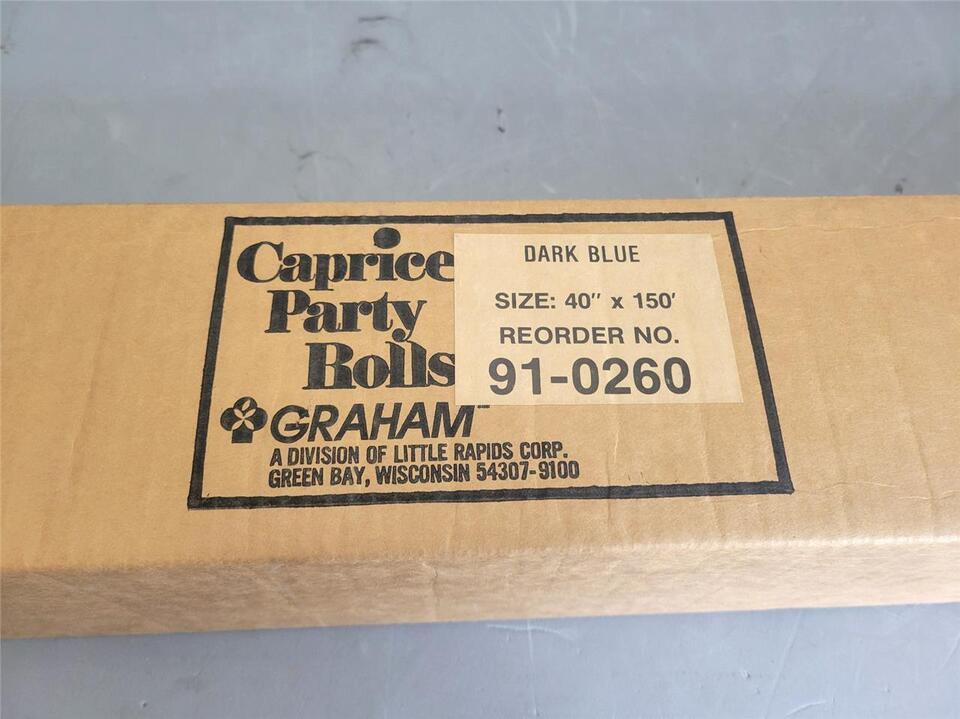 Caprice
Party
Rolls
GRAHAM™
A DIVISION OF LITTLE RAPIDS CORP.
GREEN BAY, WISCONSIN 54307-9100
DARK BLUE
SIZE: 40" x 150'
REORDER NO.
91-0260